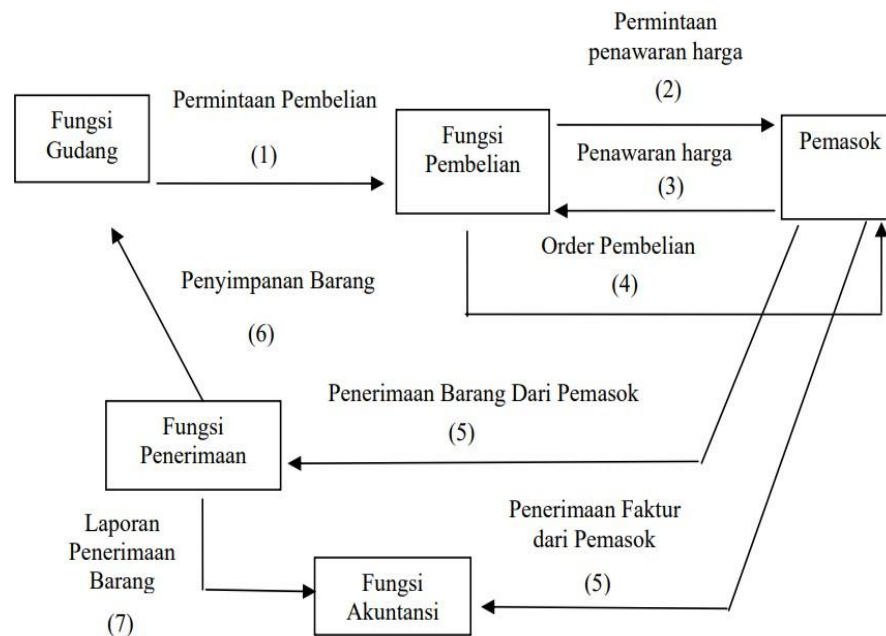 Permintaan
penawaran harga
(2)
Fungsi
Gudang
Permintaan Pembelian
(1)
Fungsi
Pembelian
Pemasok
Penawaran harga
(3)
Order Pembelian
(4)
Penyimpanan Barang
(6)
Penerimaan Barang Dari Pemasok
(5)
Fungsi
Penerimaan
Penerimaan Faktur
dari Pemasok
(5)
Laporan
Penerimaan
Barang
(7)
Fungsi
Akuntansi